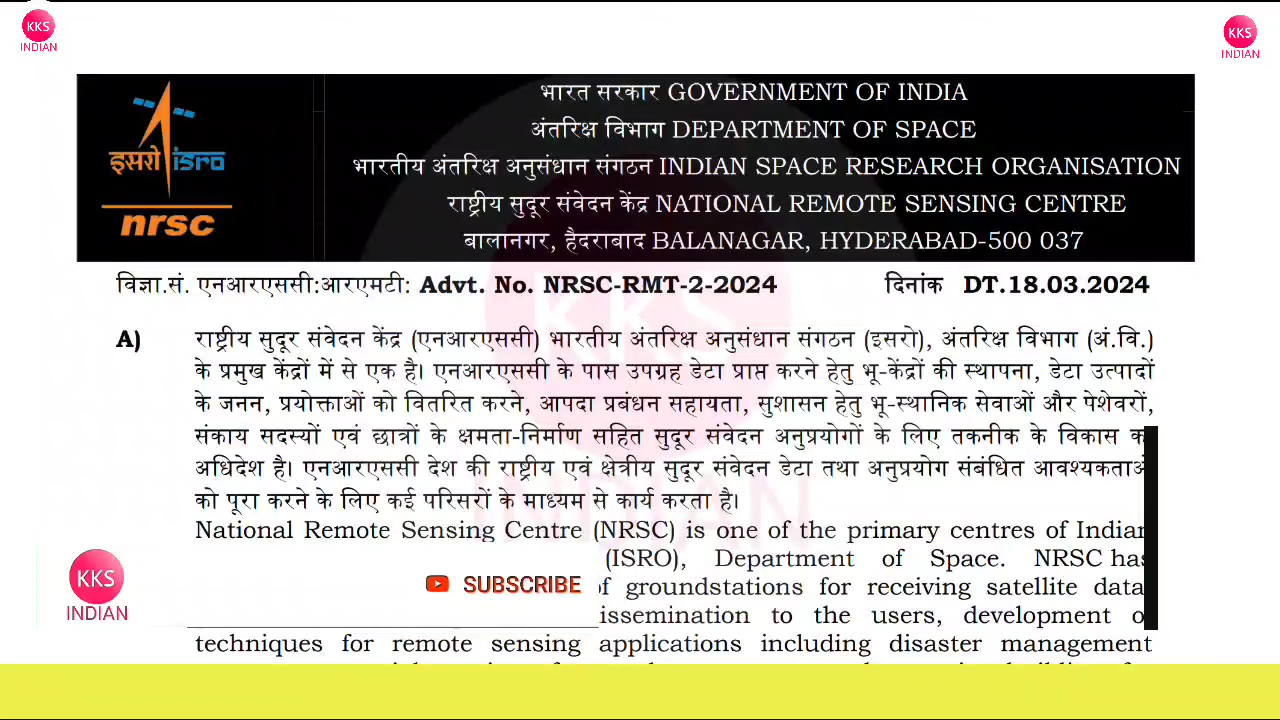 KKS
INDIAN
KKS
INDIAN
इसरो isro
nrsc
भारत सरकार GOVERNMENT OF INDIA
अंतरिक्ष विभाग DEPARTMENT OF SPACE
भारतीय अंतरिक्ष अनुसंधान संगठन INDIAN SPACE RESEARCH ORGANISATION
राष्ट्रीय सुदूर संवेदन केंद्र NATIONAL REMOTE SENSING CENTRE
बालानगर, हैदराबाद BALANAGAR, HYDERABAD-500 037
विज्ञा.सं. एनआरएससी:आरएमटी: Advt. No. NRSC-RMT-2-2024 दिनांक DT.18.03.2024
A) राष्ट्रीय सुदूर संवेदन केंद्र (एनआरएससी) भारतीय अंतरिक्ष अनुसंधान संगठन (इसरो), अंतरिक्ष विभाग (अं.वि.)
के प्रमुख केंद्रों में से एक है। एनआरएससी के पास उपग्रह डेटा प्राप्त करने हेतु भू-केंद्रों की स्थापना, डेटा उत्पादों
के जनन, प्रयोक्ताओं को वितरित करने, आपदा प्रबंधन सहायता, सुशासन हेतु भू-स्थानिक सेवाओं और पेशेवरों,
संकाय सदस्यों एवं छात्रों के क्षमता-निर्माण सहित सुदूर संवेदन अनुप्रयोगों के लिए तकनीक के विकास
अधिदेश है। एनआरएससी देश की राष्ट्रीय एवं क्षेत्रीय सुदूर संवेदन डेटा तथा अनुप्रयोग संबंधित
को पूरा करने के लिए कई परिसरों के माध्यम से कार्य करता है।
National Remote Sensing Centre (NRSC) is one of the primary centres of Indian
(ISRO), Department of Space. NRSC has
of groundstations for receiving satellite data
to the users, development
techniques for remote sensing applications including disaster management
KKS
INDIAN
SUBSCRIBE
KKS
INDIAN